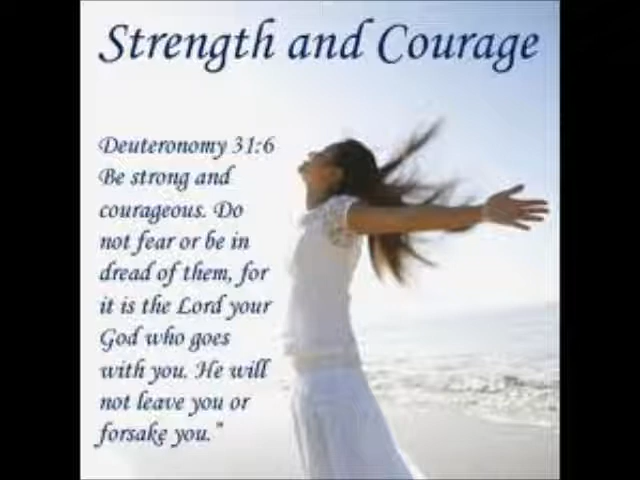 Strength and Courage
Deuteronomy 31:6
Be strong and
courageous. Do
not fear or be in
dread of them, for
it is the Lord your
God who goes
with you. He will
not leave you or
forsake you."